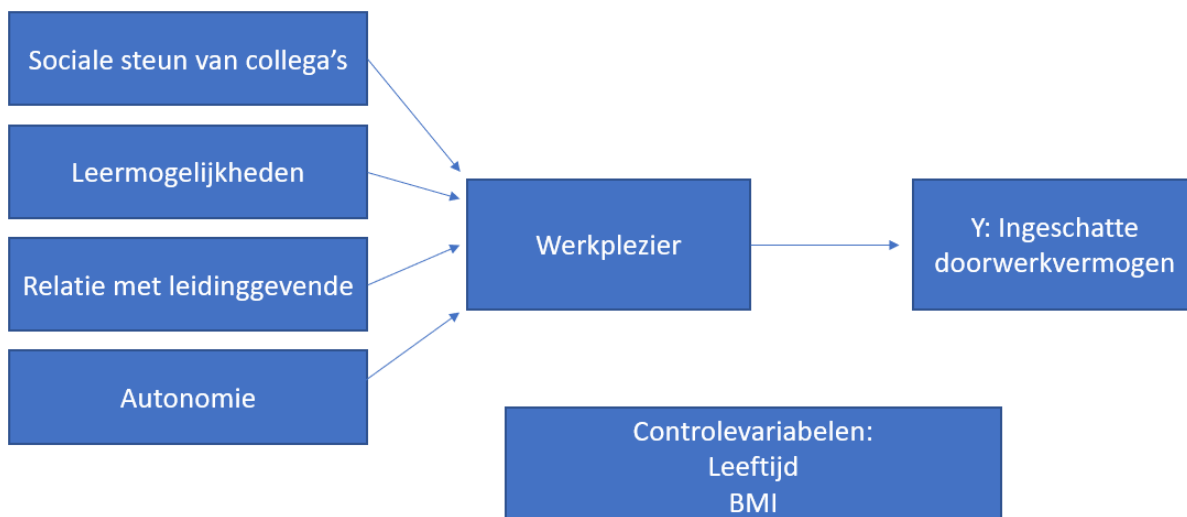 Sociale steun van collega’s
Leermogelijkheden
Relatie met leidinggevende
Autonomie
Werkplezier
Y: Ingeschatte
doorwerkvermogen
Controlevariabelen:
Leeftijd
BMI